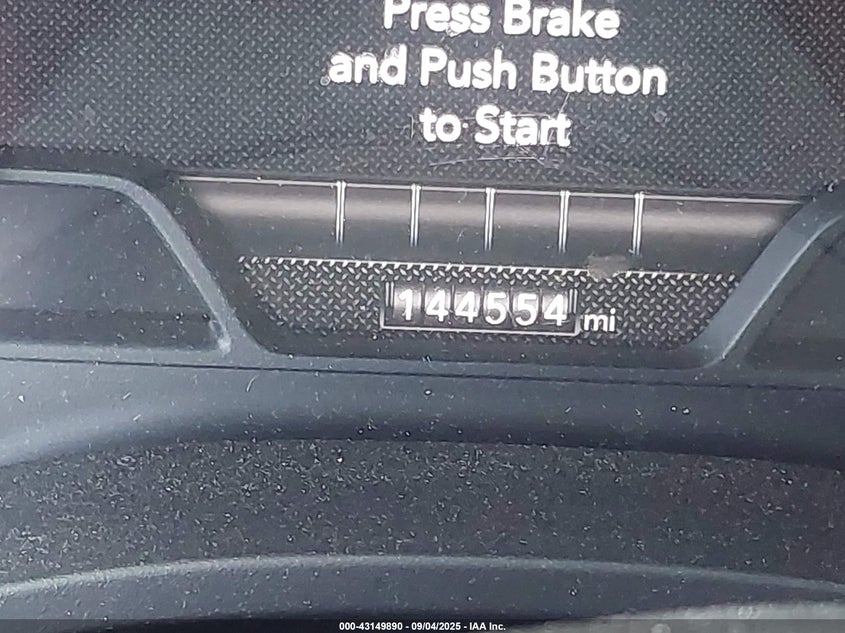 Press Brake
and Push Button
to Start
144554 mi
000-43149890 - 09/04/2025 - IAA Inc.